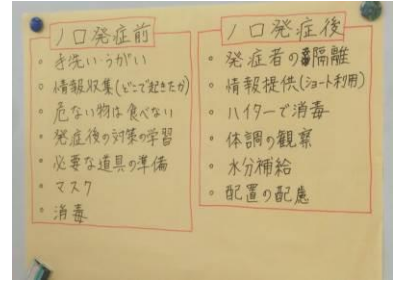 ノロ発症前
・手洗い・うがい
・情報収集(どこで起きたか)
・危ない物は食べない
・発症後の対策の学習
・必要な道具の準備
・マスク
・消毒
ノロ発症後
・発症者の隔離
・情報提供(ショート利用)
・ハイターで消毒
・体調の観察
・水分補給
・配置の配慮